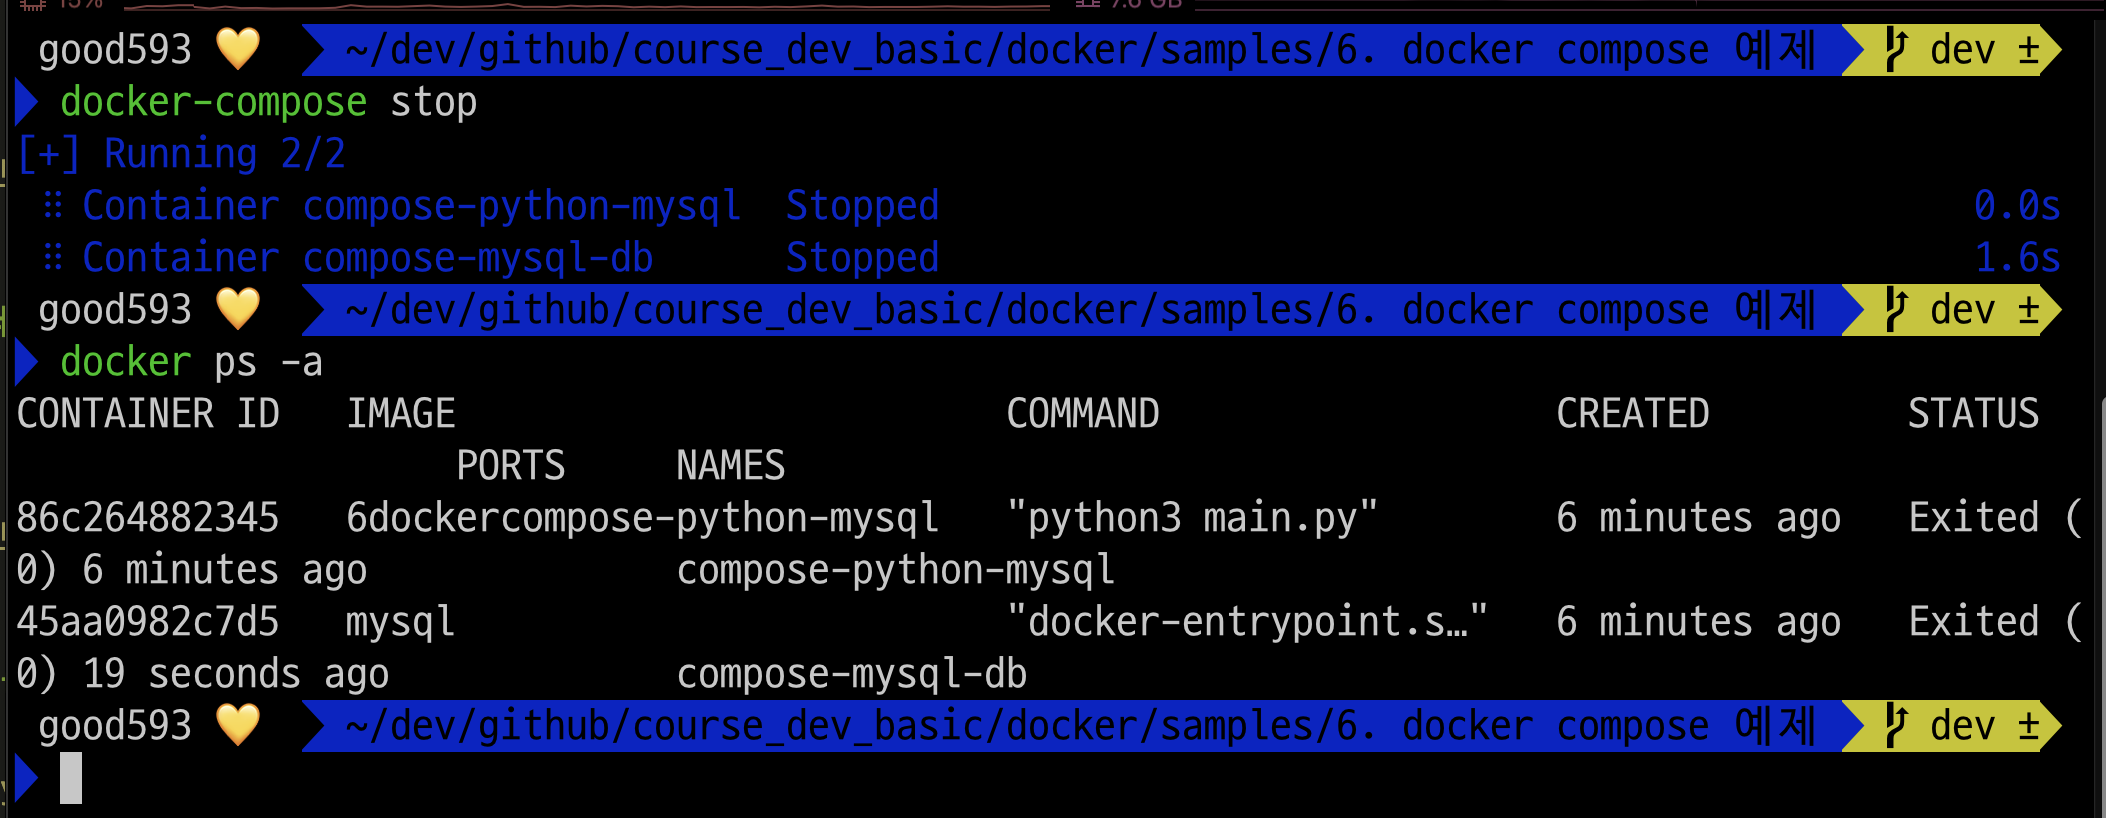 good593 💛 ~/dev/github/course_dev_basic/docker/samples/6. docker compose 예제 dev ±
docker-compose stop
[+] Running 2/2
⠿ Container compose-python-mysql Stopped 0.0s
⠿ Container compose-mysql-db Stopped 1.6s
good593 💛 ~/dev/github/course_dev_basic/docker/samples/6. docker compose 예제 dev ±
docker ps -a
CONTAINER ID IMAGE COMMAND CREATED STATUS
PORTS NAMES
86c264882345 6dockercompose-python-mysql "python3 main.py" 6 minutes ago Exited (
0) 6 minutes ago compose-python-mysql
45aa0982c7d5 mysql "docker-entrypoint.s…" 6 minutes ago Exited (
0) 19 seconds ago compose-mysql-db
good593 💛 ~/dev/github/course_dev_basic/docker/samples/6. docker compose 예제 dev ±